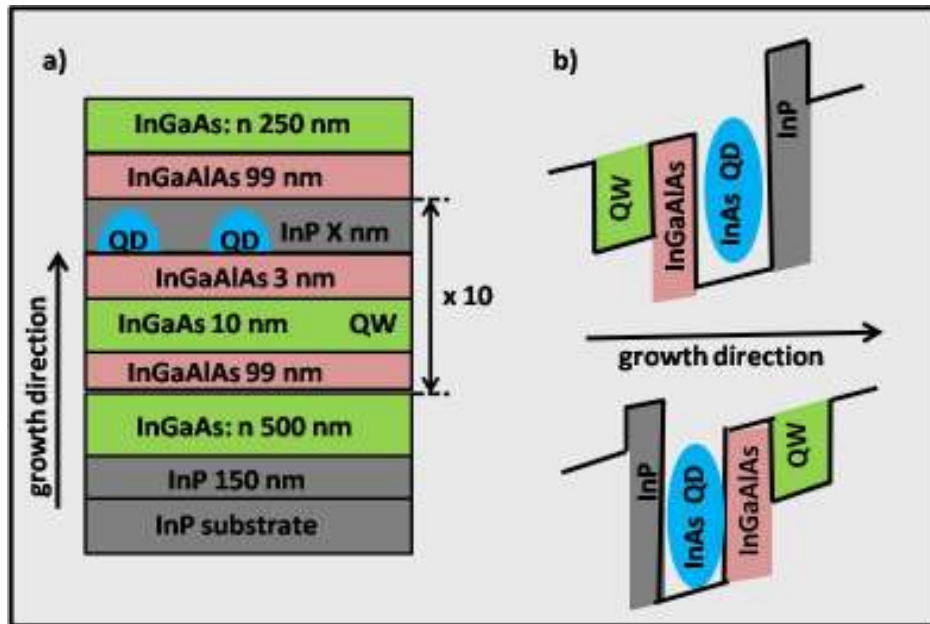 a)
InGaAs: n 250 nm
InGaAlAs 99 nm
QD
QD
InP X nm
InGaAlAs 3 nm
InGaAs 10 nm QW
InGaAlAs 99 nm
InGaAs: n 500 nm
InP 150 nm
InP substrate
growth direction
x 10
b)
QW
InGaAlAs
InAs QD
InP
growth direction
InP
InAs QD
InGaAlAs
QW